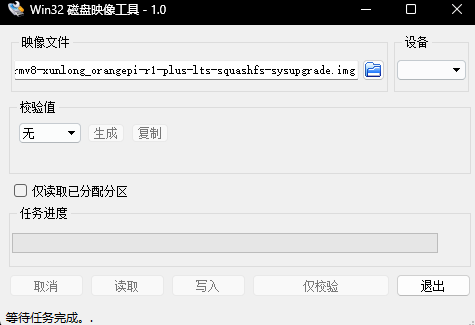 Win32 磁盘映像工具 - 1.0
映像文件
设备
rmv8-xunlong_orangepi-r1-plus-lts-squashfs-sysupgrade.img
校验值
无
生成
复制
仅读取已分配分区
任务进度
取消
读取
写入
仅校验
退出
等待任务完成。.